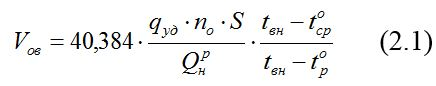 V_ов = 40,384 · (q_уд · n_о · S) / Q_н^р · (t_вн − t_ср^о) / (t_вн − t_р^о) (2.1)